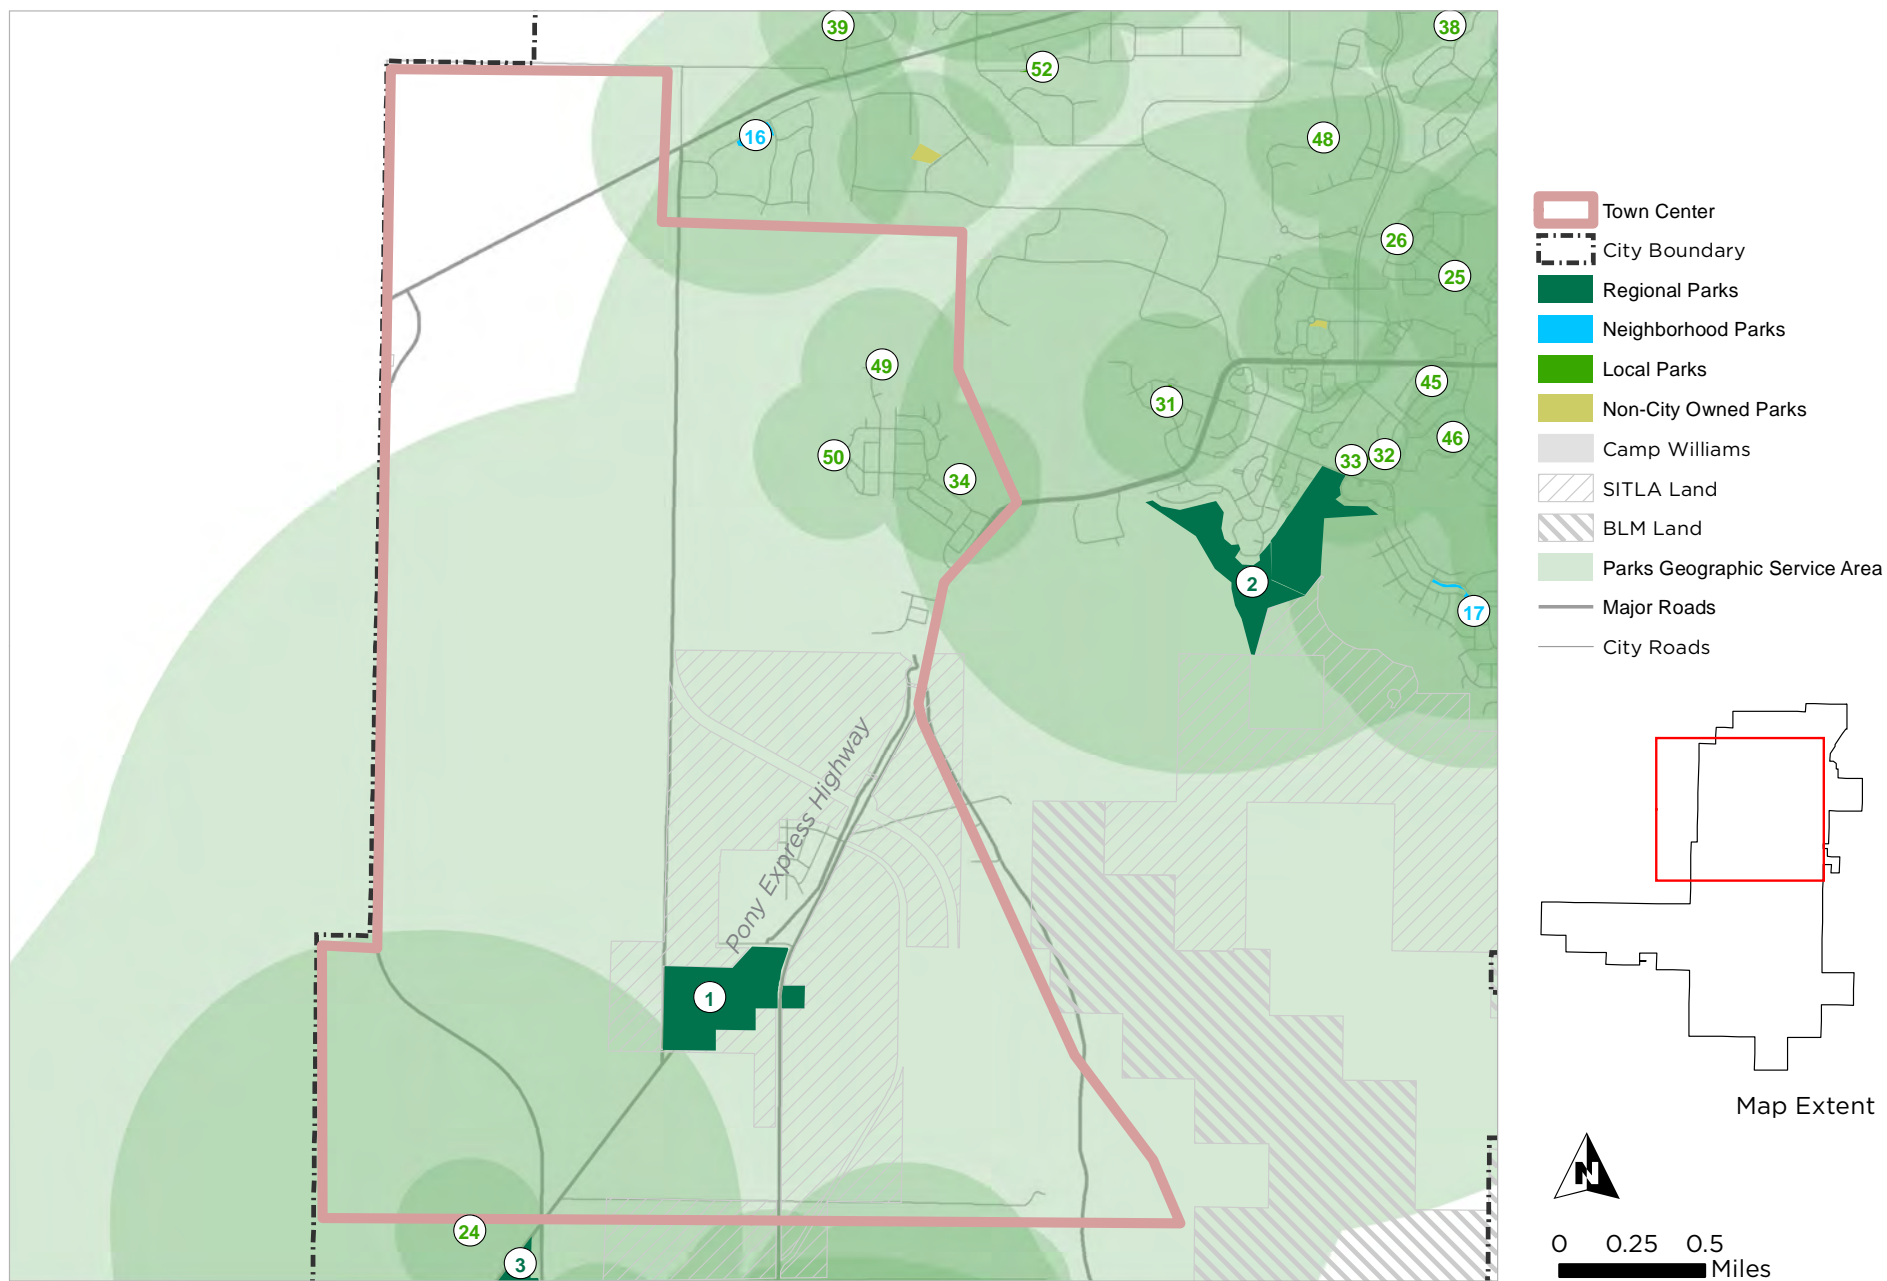 39
38
52
16
48
26
25
49
31
45
46
50
34
33
32
2
17
Pony Express Highway
1
24
3
Town Center
City Boundary
Regional Parks
Neighborhood Parks
Local Parks
Non-City Owned Parks
Camp Williams
SITLA Land
BLM Land
Parks Geographic Service Area
Major Roads
City Roads
Map Extent
N
0 0.25 0.5
Miles